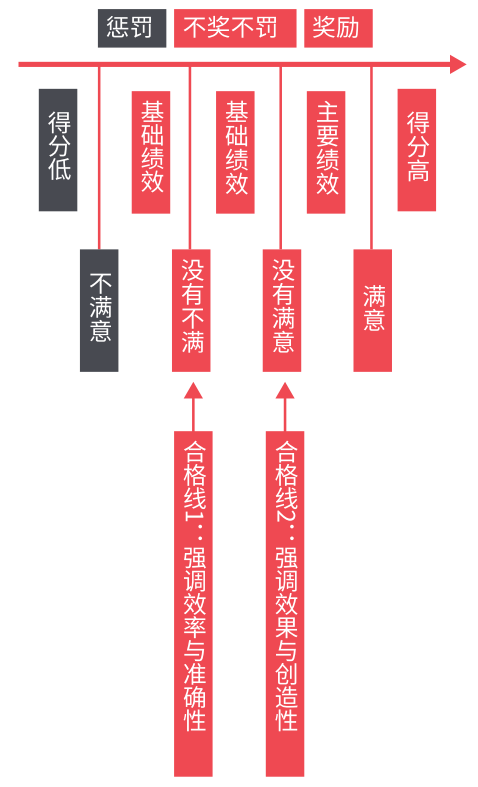 惩罚
不奖不罚
奖励
得分低
基础绩效
基础绩效
主要绩效
得分高
不满意
没有不满
没有满意
满意
合格线1：强调效率与准确性
合格线2：强调效果与创造性